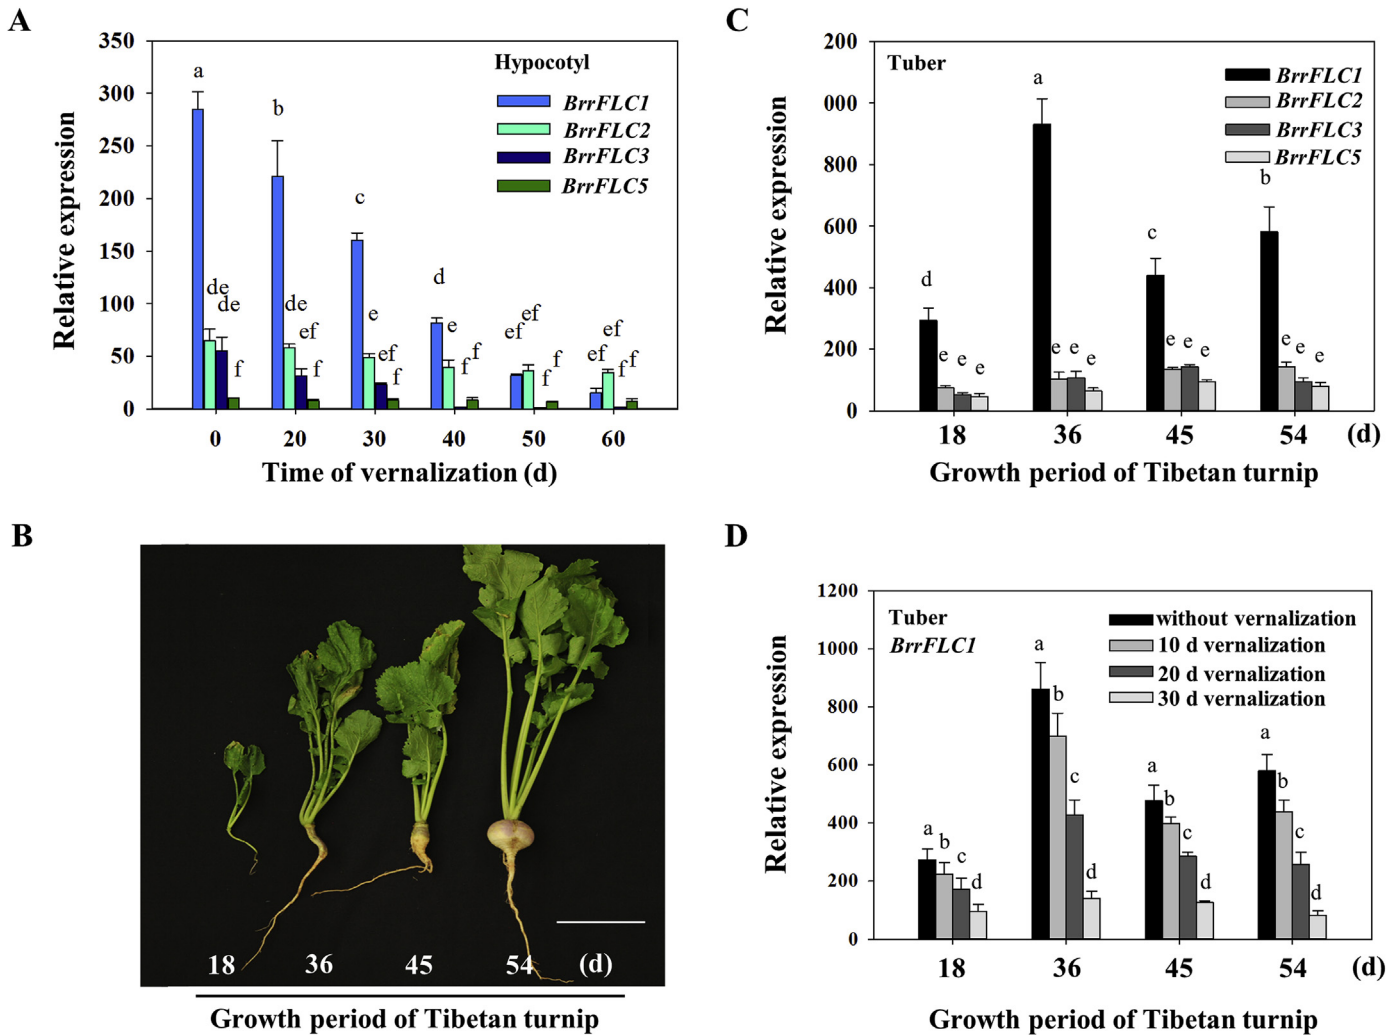 A
350
300
250
200
150
100
50
0
Relative expression
Hypocotyl
BrrFLC1
BrrFLC2
BrrFLC3
BrrFLC5
a
b
c
d
de
de
de
ef
f
f
e
ef
f
e
f
f
ef
ef
f
f
ef
ef
f
f
0 20 30 40 50 60
Time of vernalization (d)
B
18 36 45 54 (d)
Growth period of Tibetan turnip
C
200
000
800
600
400
200
0
Relative expression
Tuber
BrrFLC1
BrrFLC2
BrrFLC3
BrrFLC5
d
e e e
a
e e e
c
e e e
b
e e e
18 36 45 54 (d)
Growth period of Tibetan turnip
D
1200
1000
800
600
400
200
0
Relative expression
Tuber
BrrFLC1
without vernalization
10 d vernalization
20 d vernalization
30 d vernalization
a b c d
a b c d
a b c d
a b c d
18 36 45 54 (d)
Growth period of Tibetan turnip